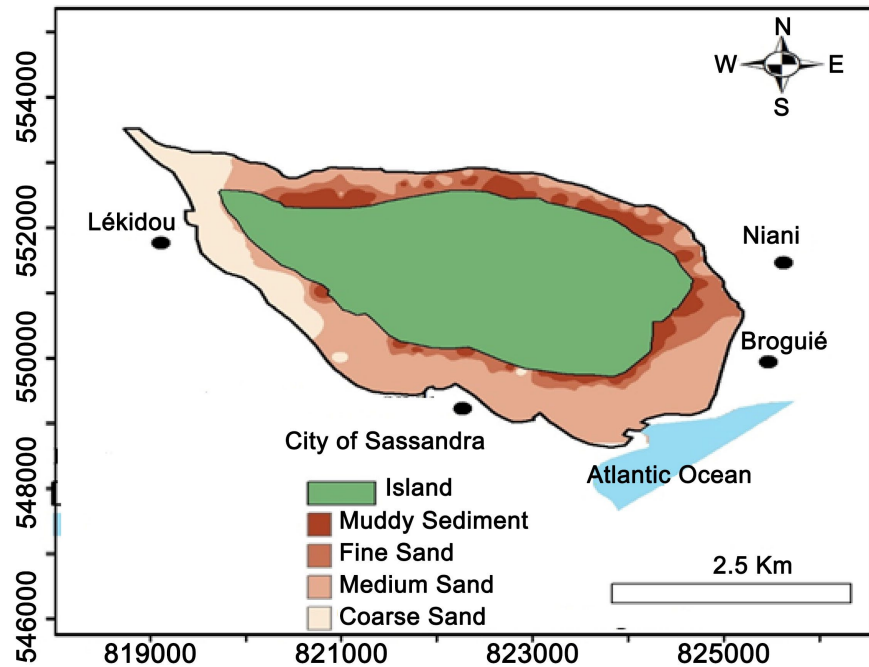 N
W E
S
554000
552000
550000
548000
546000
Lékidou
Niani
Broguié
City of Sassandra
Atlantic Ocean
Island
Muddy Sediment
Fine Sand
Medium Sand
Coarse Sand
2.5 Km
819000 821000 823000 825000